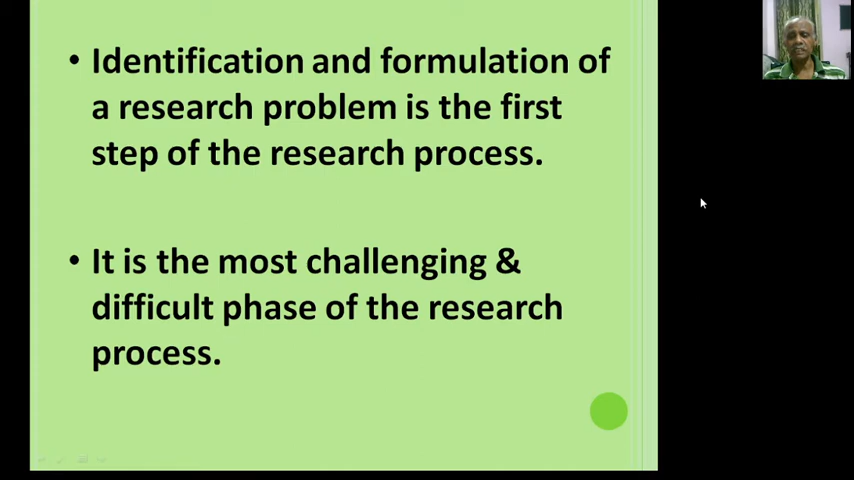 • Identification and formulation of
a research problem is the first
step of the research process.
• It is the most challenging &
difficult phase of the research
process.